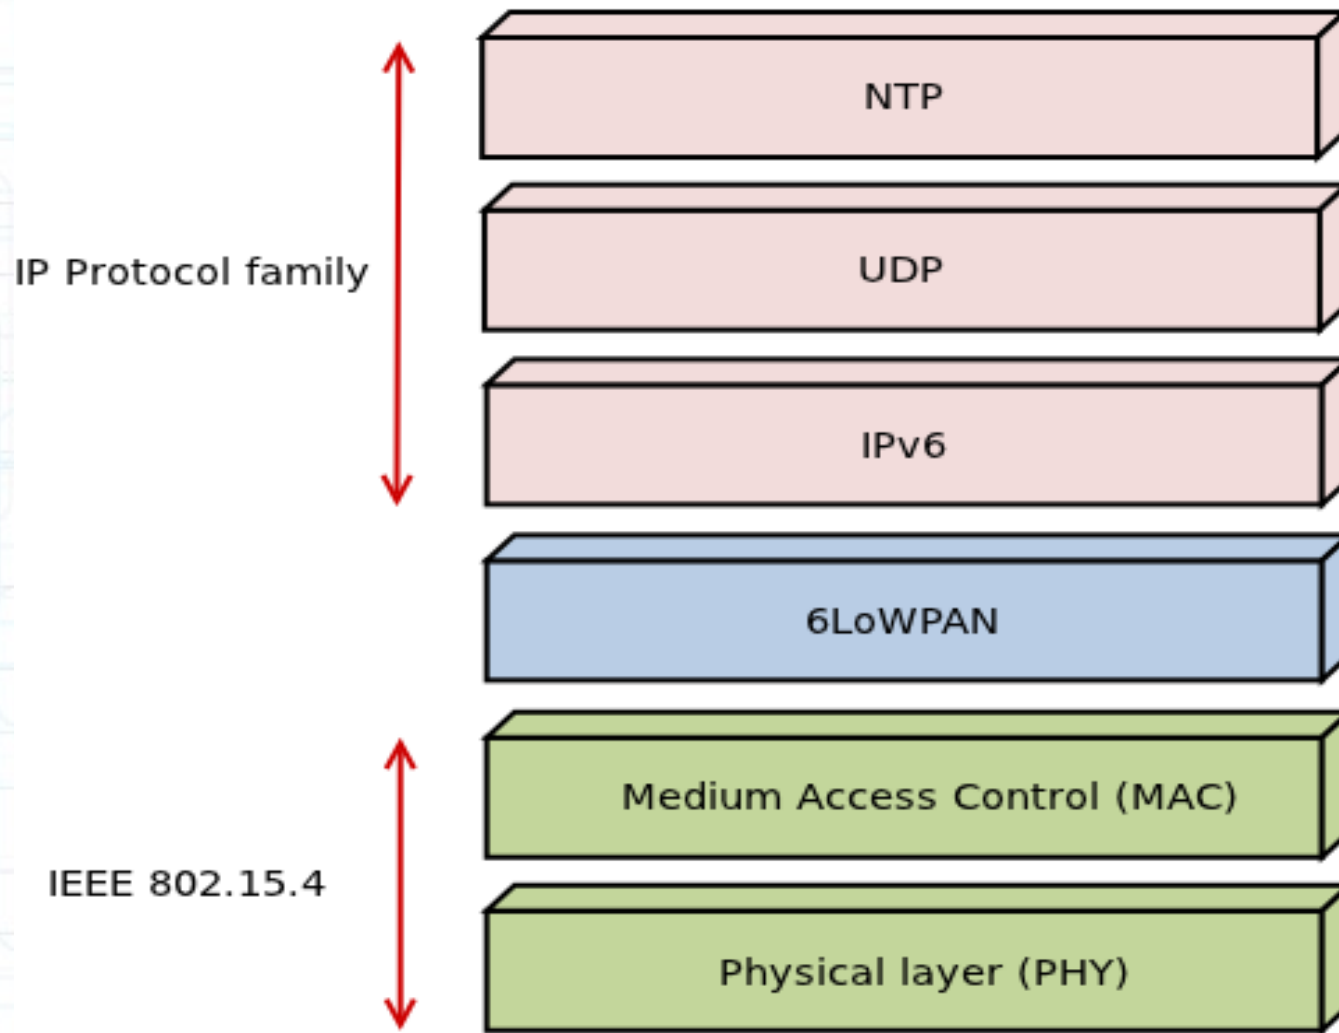 NTP
UDP
IP Protocol family
IPv6
6LoWPAN
Medium Access Control (MAC)
IEEE 802.15.4
Physical layer (PHY)